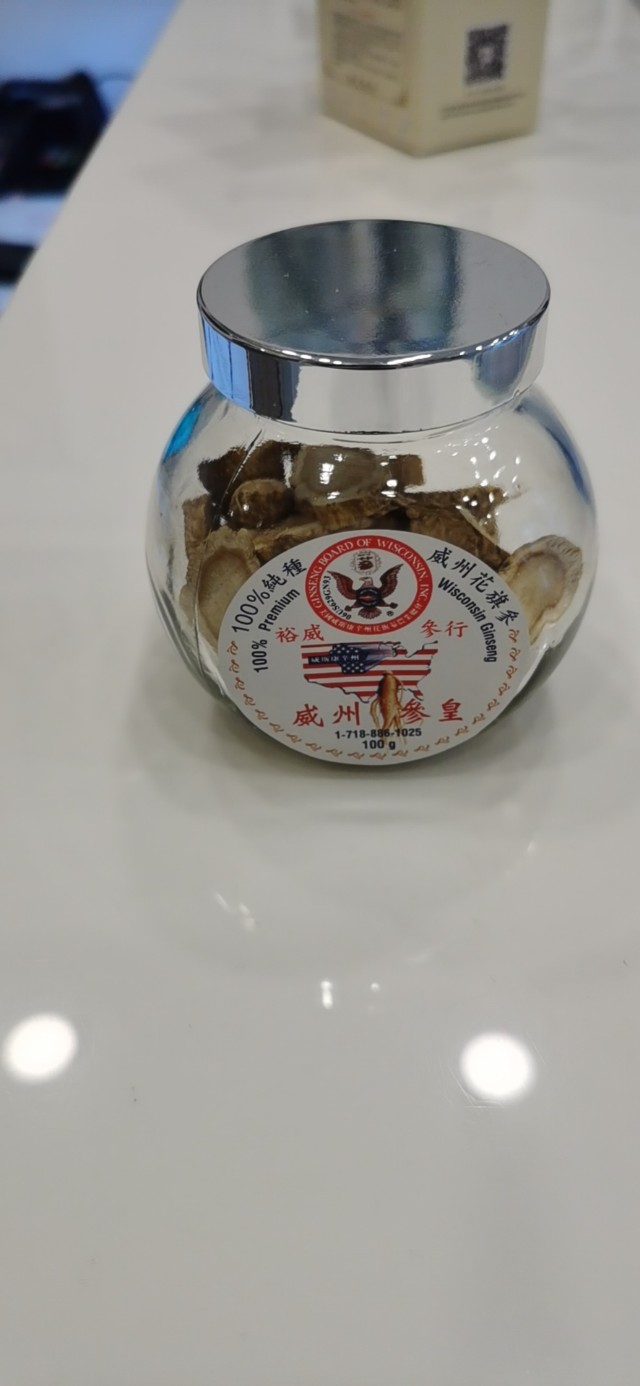 100%純種
100% Premium
GINSENG BOARD OF WISCONSIN, INC.
威州花旗參
Wisconsin Ginseng
裕威
參行
威州
參皇
1-718-886-1025
100 g